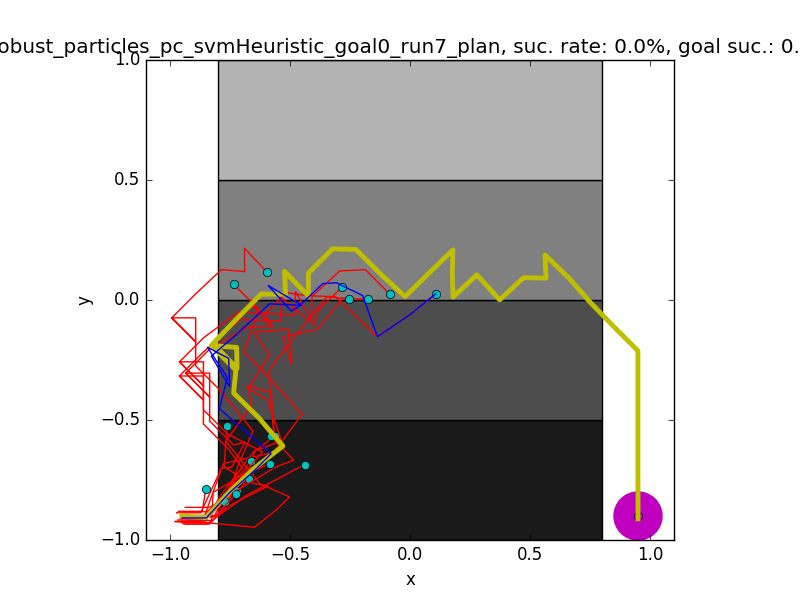 obust_particles_pc_svmHeuristic_goal0_run7_plan, suc. rate: 0.0%, goal suc.: 0.
1.0
0.5
0.0
−0.5
−1.0
y
−1.0 −0.5 0.0 0.5 1.0
x